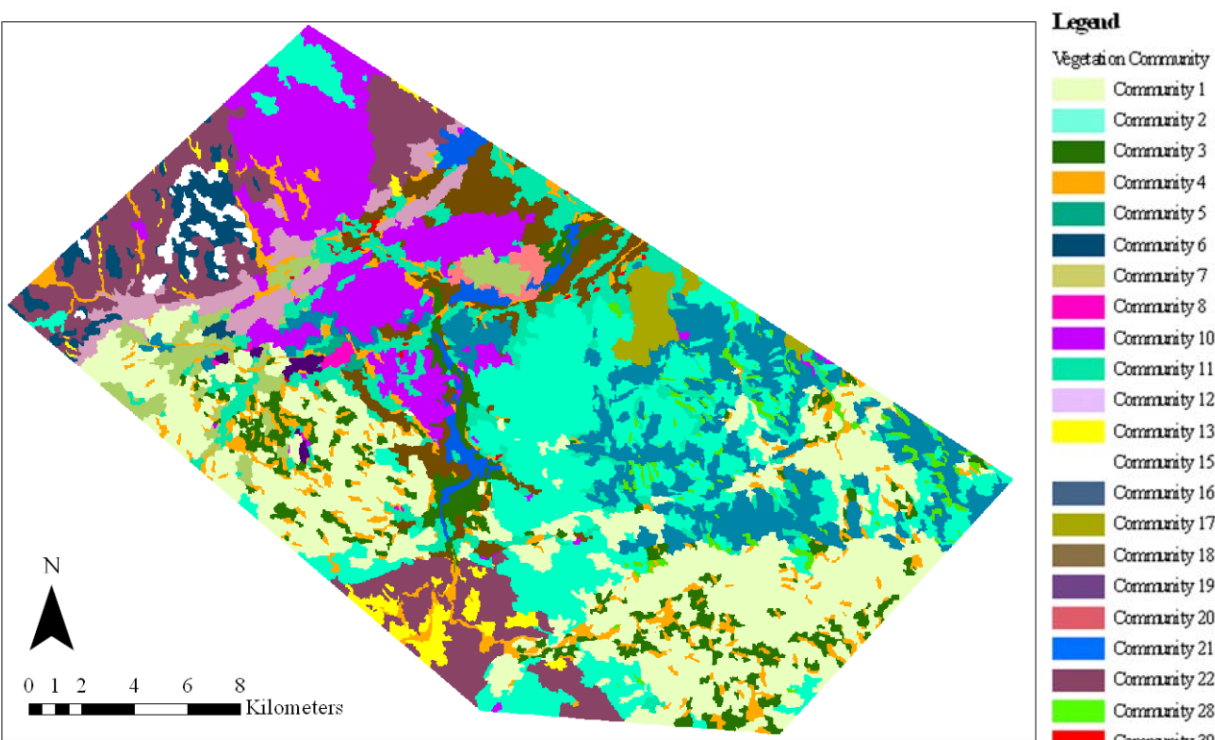 Legend
Vegetation Community
Community 1
Community 2
Community 3
Community 4
Community 5
Community 6
Community 7
Community 8
Community 10
Community 11
Community 12
Community 13
Community 15
Community 16
Community 17
Community 18
Community 19
Community 20
Community 21
Community 22
Community 28
Community
N
0 1 2 4 6 8
Kilometers